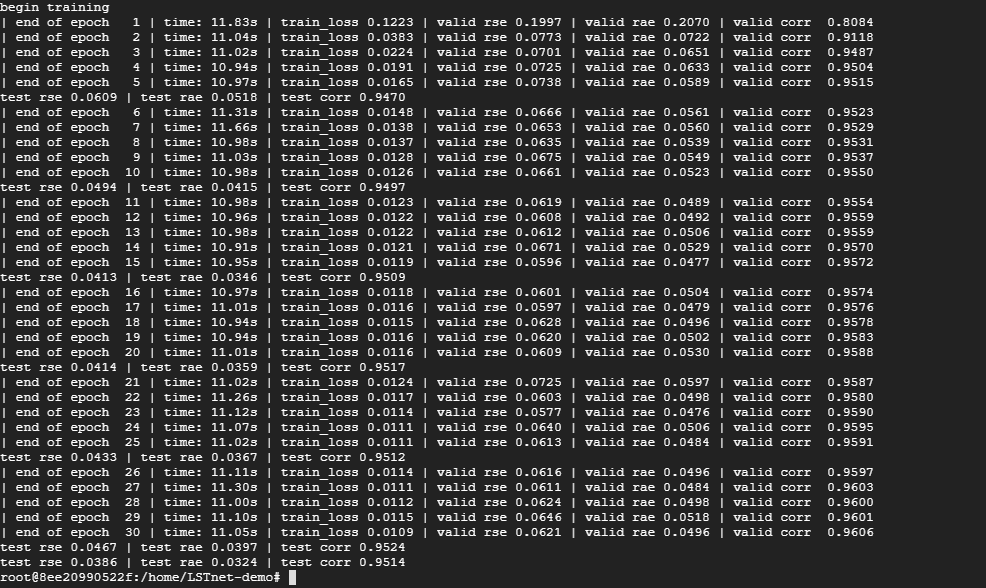 begin training
| end of epoch   1 | time: 11.83s | train_loss 0.1223 | valid rse 0.1997 | valid rae 0.2070 | valid corr  0.8084
| end of epoch   2 | time: 11.04s | train_loss 0.0383 | valid rse 0.0773 | valid rae 0.0722 | valid corr  0.9118
| end of epoch   3 | time: 11.02s | train_loss 0.0224 | valid rse 0.0701 | valid rae 0.0651 | valid corr  0.9487
| end of epoch   4 | time: 10.94s | train_loss 0.0191 | valid rse 0.0725 | valid rae 0.0633 | valid corr  0.9504
| end of epoch   5 | time: 10.97s | train_loss 0.0165 | valid rse 0.0738 | valid rae 0.0589 | valid corr  0.9515
test rse 0.0609 | test rae 0.0518 | test corr 0.9470
| end of epoch   6 | time: 11.31s | train_loss 0.0148 | valid rse 0.0666 | valid rae 0.0561 | valid corr  0.9523
| end of epoch   7 | time: 11.66s | train_loss 0.0138 | valid rse 0.0653 | valid rae 0.0560 | valid corr  0.9529
| end of epoch   8 | time: 10.98s | train_loss 0.0137 | valid rse 0.0635 | valid rae 0.0539 | valid corr  0.9531
| end of epoch   9 | time: 11.03s | train_loss 0.0128 | valid rse 0.0675 | valid rae 0.0549 | valid corr  0.9537
| end of epoch  10 | time: 10.98s | train_loss 0.0126 | valid rse 0.0661 | valid rae 0.0523 | valid corr  0.9550
test rse 0.0494 | test rae 0.0415 | test corr 0.9497
| end of epoch  11 | time: 10.98s | train_loss 0.0123 | valid rse 0.0619 | valid rae 0.0489 | valid corr  0.9554
| end of epoch  12 | time: 10.96s | train_loss 0.0122 | valid rse 0.0608 | valid rae 0.0492 | valid corr  0.9559
| end of epoch  13 | time: 10.98s | train_loss 0.0122 | valid rse 0.0612 | valid rae 0.0506 | valid corr  0.9559
| end of epoch  14 | time: 10.91s | train_loss 0.0121 | valid rse 0.0671 | valid rae 0.0529 | valid corr  0.9570
| end of epoch  15 | time: 10.95s | train_loss 0.0119 | valid rse 0.0596 | valid rae 0.0477 | valid corr  0.9572
test rse 0.0413 | test rae 0.0346 | test corr 0.9509
| end of epoch  16 | time: 10.97s | train_loss 0.0118 | valid rse 0.0601 | valid rae 0.0504 | valid corr  0.9574
| end of epoch  17 | time: 11.01s | train_loss 0.0116 | valid rse 0.0597 | valid rae 0.0479 | valid corr  0.9576
| end of epoch  18 | time: 10.94s | train_loss 0.0115 | valid rse 0.0628 | valid rae 0.0496 | valid corr  0.9578
| end of epoch  19 | time: 10.94s | train_loss 0.0116 | valid rse 0.0620 | valid rae 0.0502 | valid corr  0.9583
| end of epoch  20 | time: 11.01s | train_loss 0.0116 | valid rse 0.0609 | valid rae 0.0530 | valid corr  0.9588
test rse 0.0414 | test rae 0.0359 | test corr 0.9517
| end of epoch  21 | time: 11.02s | train_loss 0.0124 | valid rse 0.0725 | valid rae 0.0597 | valid corr  0.9587
| end of epoch  22 | time: 11.26s | train_loss 0.0117 | valid rse 0.0603 | valid rae 0.0498 | valid corr  0.9580
| end of epoch  23 | time: 11.12s | train_loss 0.0114 | valid rse 0.0577 | valid rae 0.0476 | valid corr  0.9590
| end of epoch  24 | time: 11.07s | train_loss 0.0111 | valid rse 0.0640 | valid rae 0.0506 | valid corr  0.9595
| end of epoch  25 | time: 11.02s | train_loss 0.0111 | valid rse 0.0613 | valid rae 0.0484 | valid corr  0.9591
test rse 0.0433 | test rae 0.0367 | test corr 0.9512
| end of epoch  26 | time: 11.11s | train_loss 0.0114 | valid rse 0.0616 | valid rae 0.0496 | valid corr  0.9597
| end of epoch  27 | time: 11.30s | train_loss 0.0111 | valid rse 0.0611 | valid rae 0.0484 | valid corr  0.9603
| end of epoch  28 | time: 11.00s | train_loss 0.0112 | valid rse 0.0624 | valid rae 0.0498 | valid corr  0.9600
| end of epoch  29 | time: 11.10s | train_loss 0.0115 | valid rse 0.0646 | valid rae 0.0518 | valid corr  0.9601
| end of epoch  30 | time: 11.05s | train_loss 0.0109 | valid rse 0.0621 | valid rae 0.0496 | valid corr  0.9606
test rse 0.0467 | test rae 0.0397 | test corr 0.9524
test rse 0.0386 | test rae 0.0324 | test corr 0.9514
root@8ee20990522f:/home/LSTnet-demo#